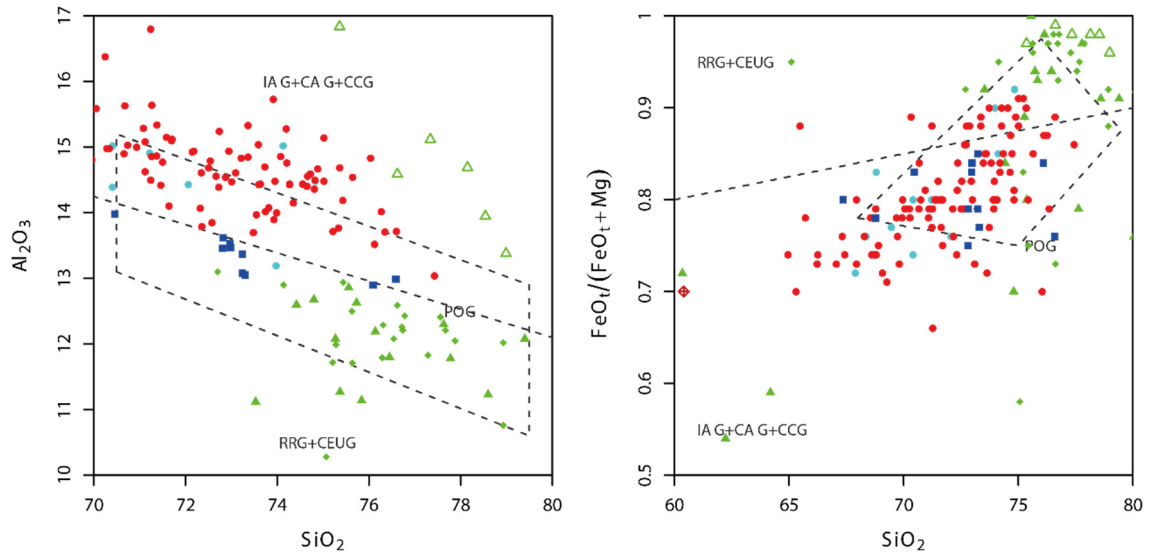 17
16
15
14
13
12
11
10
Al₂O₃
IA G+CA G+CCG
POG
RRG+CEUG
70
72
74
76
78
80
SiO₂
1
0.9
0.8
0.7
0.6
0.5
FeOₜ/(FeOₜ+Mg)
RRG+CEUG
POG
IA G+CA G+CCG
60
65
70
75
80
SiO₂